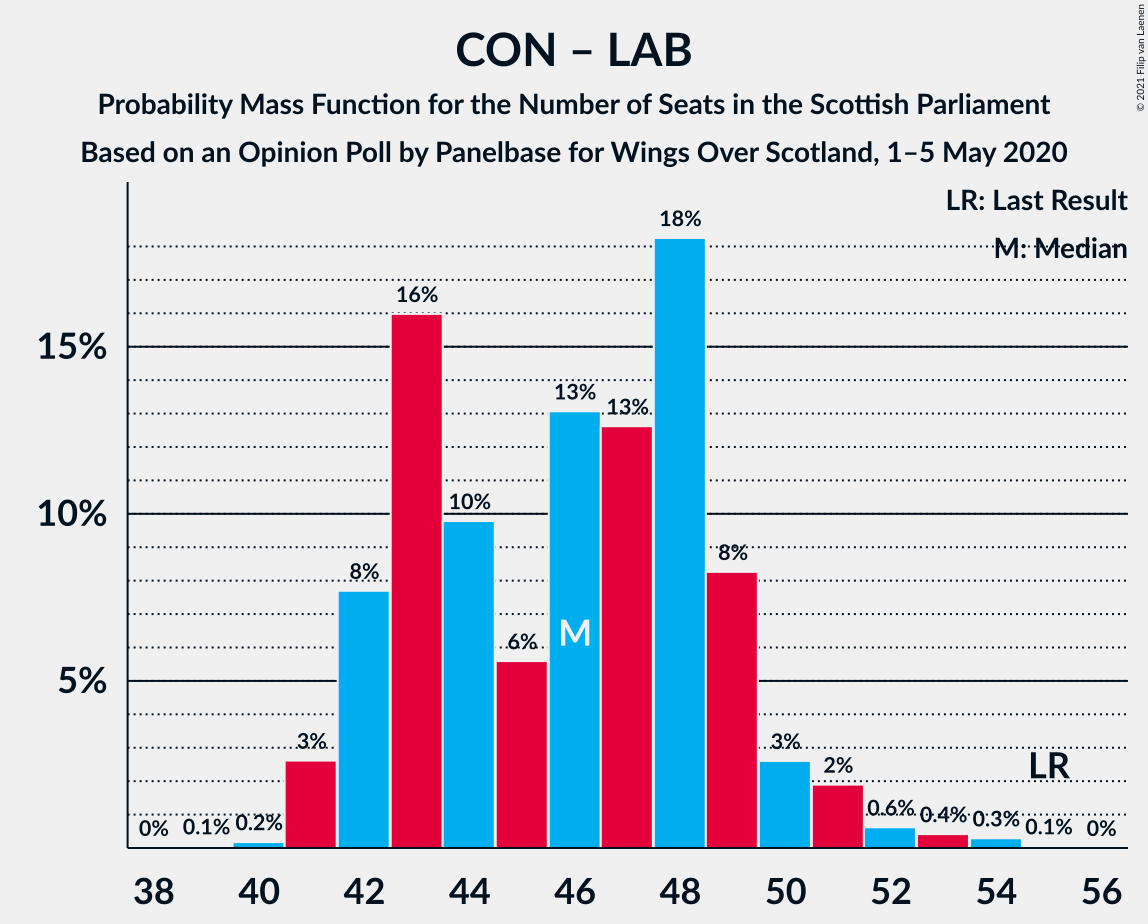 CON – LAB
Probability Mass Function for the Number of Seats in the Scottish Parliament
Based on an Opinion Poll by Panelbase for Wings Over Scotland, 1–5 May 2020
© 2021 Filip van Laenen
LR: Last Result
M: Median
15%
10%
5%
0%
0.1%
0.2%
3%
8%
16%
10%
6%
13%
13%
18%
8%
3%
2%
0.6%
0.4%
0.3%
0.1%
0%
M
LR
38 40 42 44 46 48 50 52 54 56